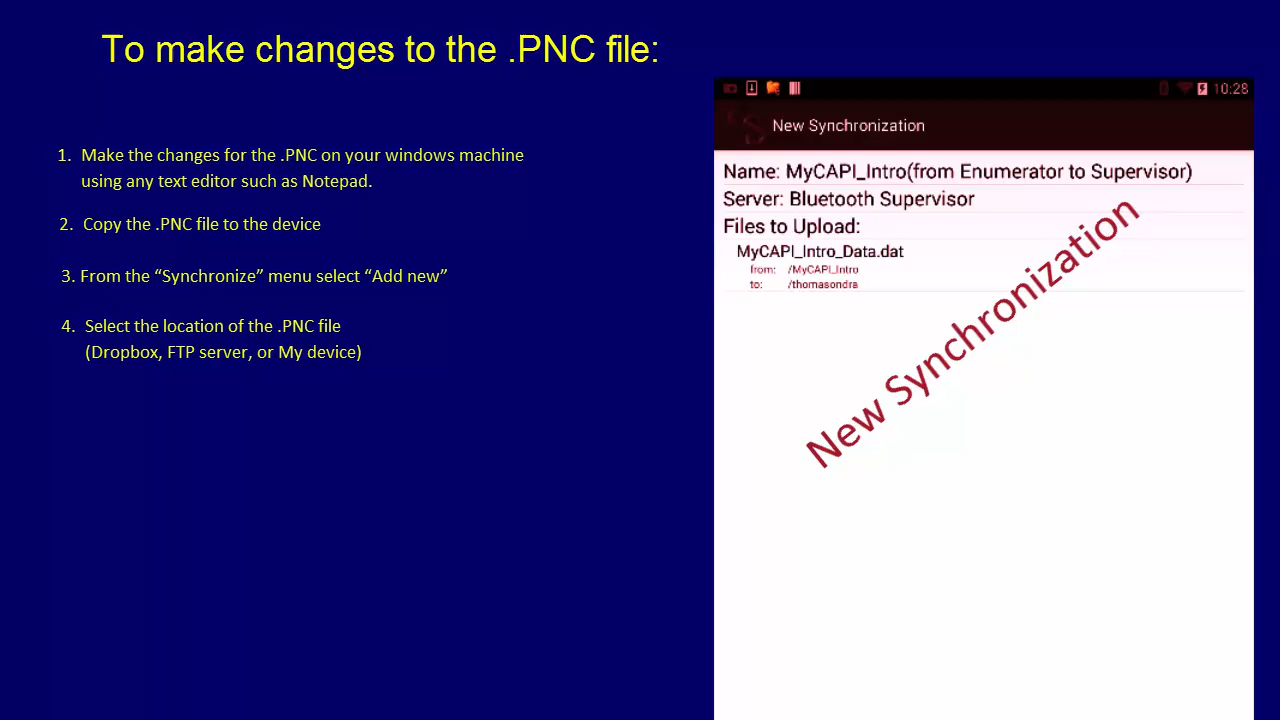 To make changes to the .PNC file:
1. Make the changes for the .PNC on your windows machine
using any text editor such as Notepad.
2. Copy the .PNC file to the device
3. From the “Synchronize” menu select “Add new”
4. Select the location of the .PNC file
(Dropbox, FTP server, or My device)
10:28
New Synchronization
Name: MyCAPI_Intro(from Enumerator to Supervisor)
Server: Bluetooth Supervisor
Files to Upload:
MyCAPI_Intro_Data.dat
from: /MyCAPI_Intro
to: /thomasondra
New Synchronization